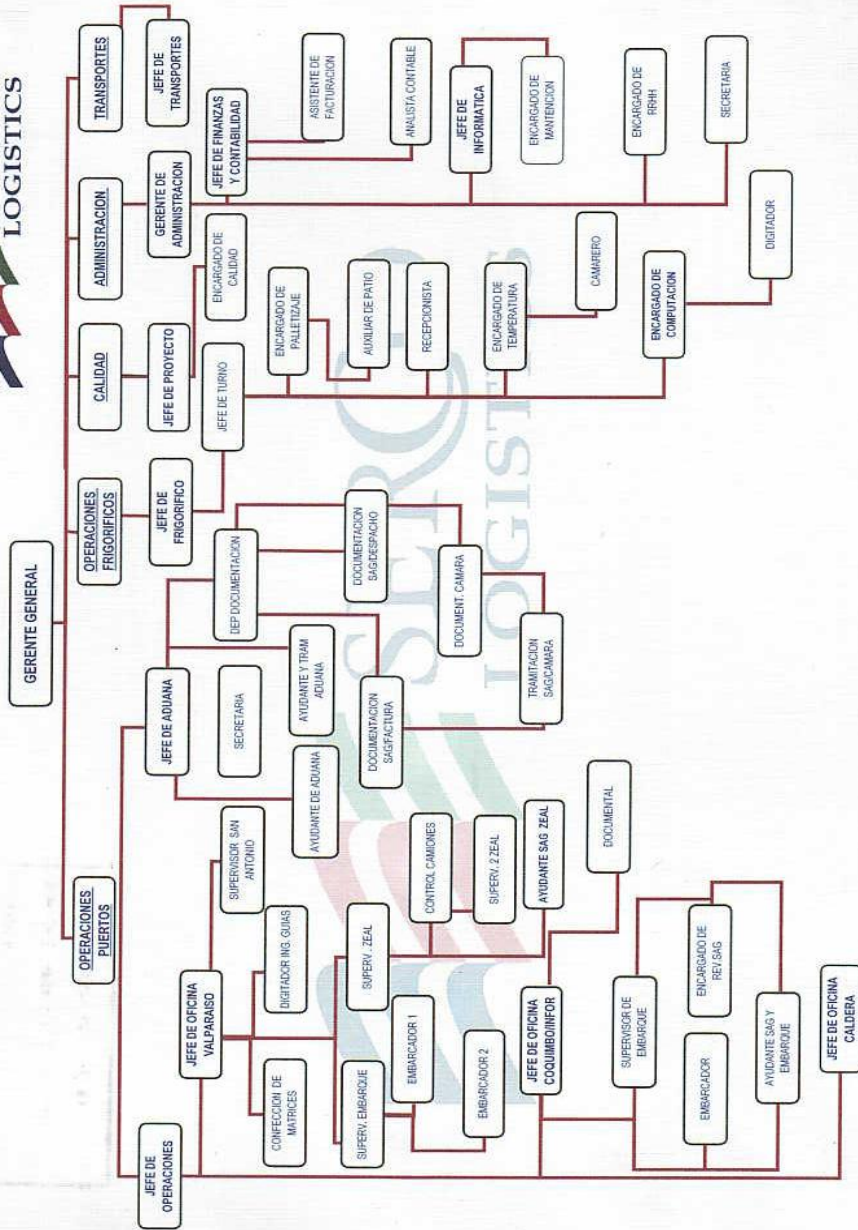 LOGISTICS
GERENTE GENERAL
OPERACIONES
PUERTOS
OPERACIONES
FRIGORIFICOS
CALIDAD
ADMINISTRACION
TRANSPORTES
JEFE DE
OPERACIONES
JEFE DE ADUANA
JEFE DE
FRIGORIFICO
JEFE DE PROYECTO
GERENTE DE
ADMINISTRACION
JEFE DE
TRANSPORTES
JEFE DE OFICINA
VALPARAISO
SUPERVISOR SAN
ANTONIO
SECRETARIA
DEP DOCUMENTACION
JEFE DE TURNO
ENCARGADO DE
CALIDAD
JEFE DE FINANZAS
Y CONTABILIDAD
CONFECCION DE
MATRICES
DIGITADOR ING. GUIAS
AYUDANTE DE ADUANA
AYUDANTE Y TRAM
ADUANA
ENCARGADO DE
PALLETIZAJE
ASISTENTE DE
FACTURACION
SUPERV. EMBARQUE
SUPERV. ZEAL
DOCUMENTACION
SAG/FACTURA
DOCUMENTACION
SAG/DESPACHO
AUXILIAR DE PATIO
ANALISTA CONTABLE
EMBARCADOR 1
CONTROL CAMIONES
DOCUMENT. CAMARA
RECEPCIONISTA
JEFE DE
INFORMATICA
EMBARCADOR 2
SUPERV. 2 ZEAL
TRAMITACION
SAG/CAMARA
ENCARGADO DE
TEMPERATURA
ENCARGADO DE
MANTENCION
JEFE DE OFICINA
COQUIMBO/INFOR
AYUDANTE SAG ZEAL
CAMARERO
DOCUMENTAL
ENCARGADO DE
RRHH
SUPERVISOR DE
EMBARQUE
ENCARGADO DE
COMPUTACION
SECRETARIA
EMBARCADOR
ENCARGADO DE
REV.SAG
DIGITADOR
AYUDANTE SAG Y
EMBARQUE
JEFE DE OFICINA
CALDERA
LOGISTICS